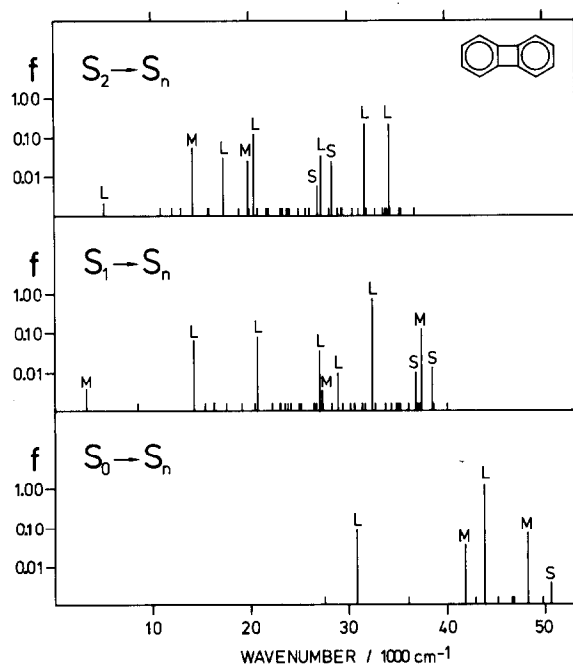 f
S₂→Sₙ
1.00
0.10
0.01
L M L M L S L S L L
f
S₁→Sₙ
1.00
0.10
0.01
M L L L M L L S M S
f
S₀→Sₙ
1.00
0.10
0.01
L M L M S
10 20 30 40 50
WAVENUMBER / 1000 cm⁻¹